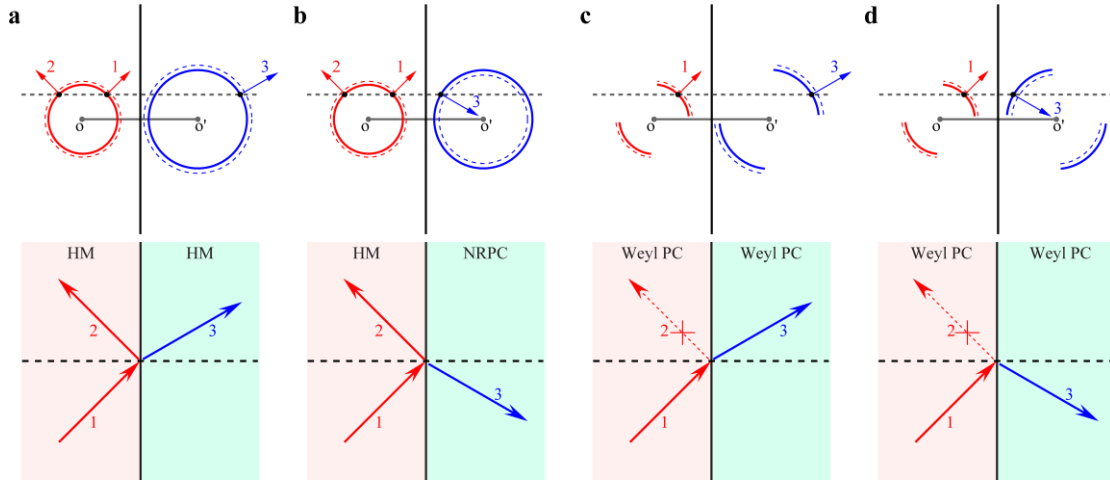 a b c d
2 1 3
2 1 3
1 3
1 3
o o'
o o'
o o'
o o'
HM HM
HM NRPC
Weyl PC Weyl PC
Weyl PC Weyl PC
2 3
2
2 3
2
1
1 3
1
1 3